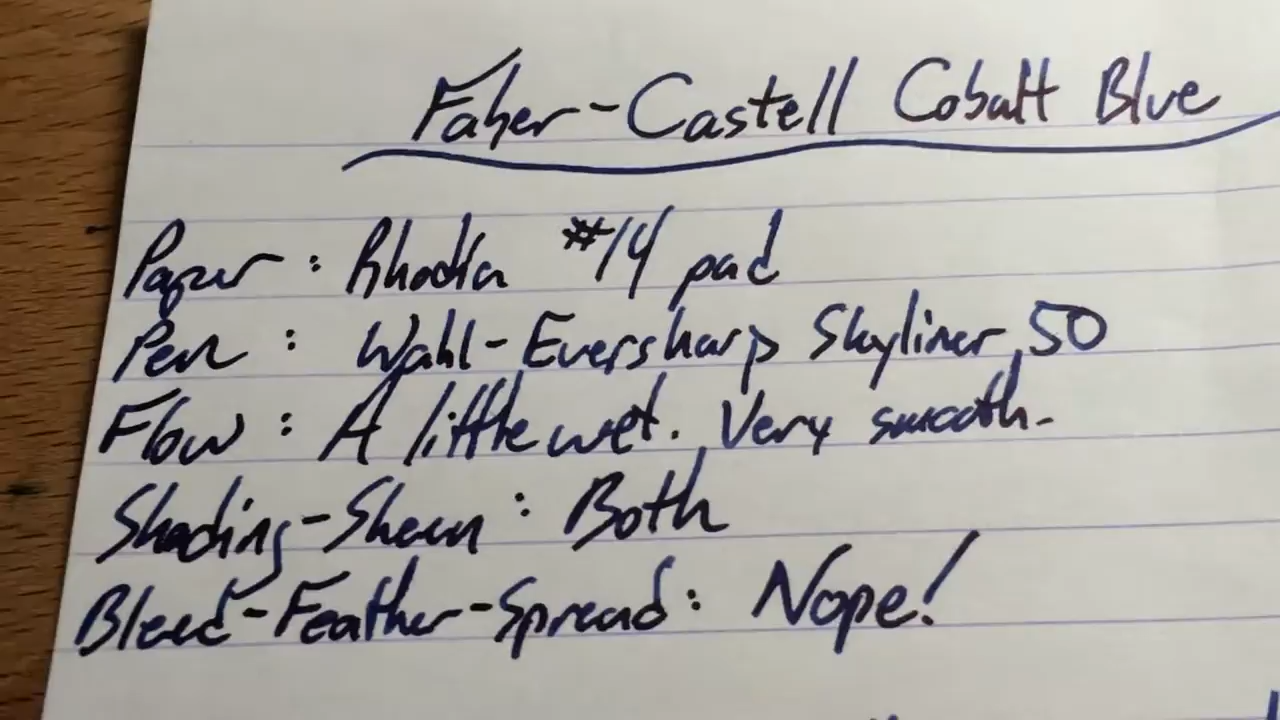 Faber-Castell Cobalt Blue
Paper: Rhodia #14 pad
Pen: Wahl-Eversharp Skyliner 50
Flow: A little wet. Very smooth.
Shading-Sheen: Both
Bleed-Feather-Spread: Nope!